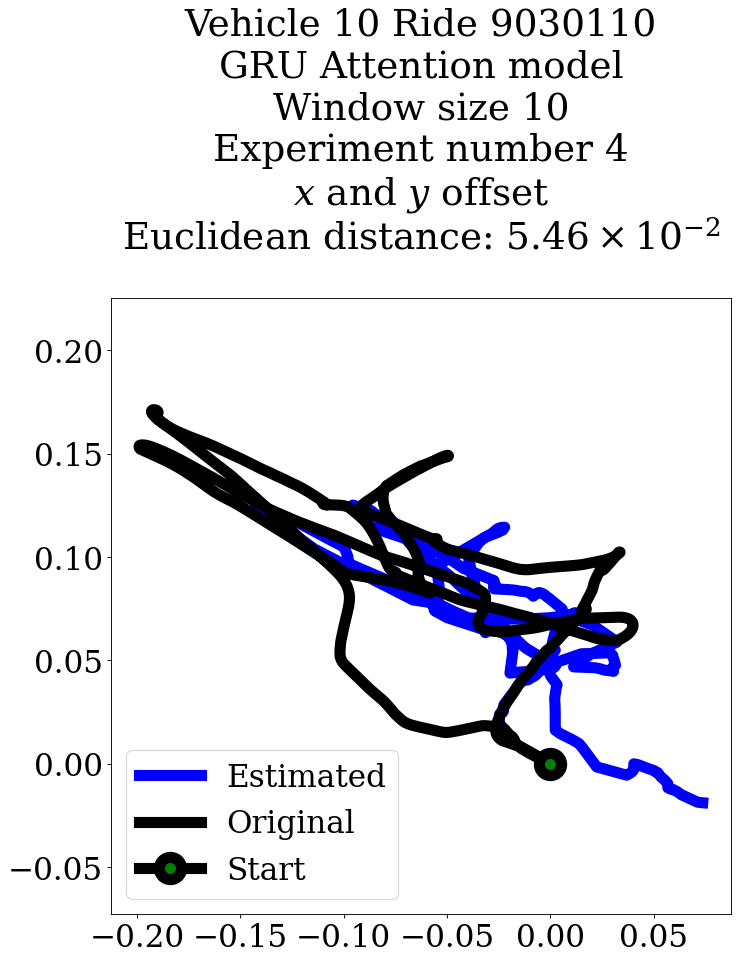 Vehicle 10 Ride 9030110
GRU Attention model
Window size 10
Experiment number 4
x and y offset
Euclidean distance: 5.46 × 10⁻²
0.20
0.15
0.10
0.05
0.00
−0.05
Estimated
Original
Start
−0.20 −0.15 −0.10 −0.05 0.00 0.05